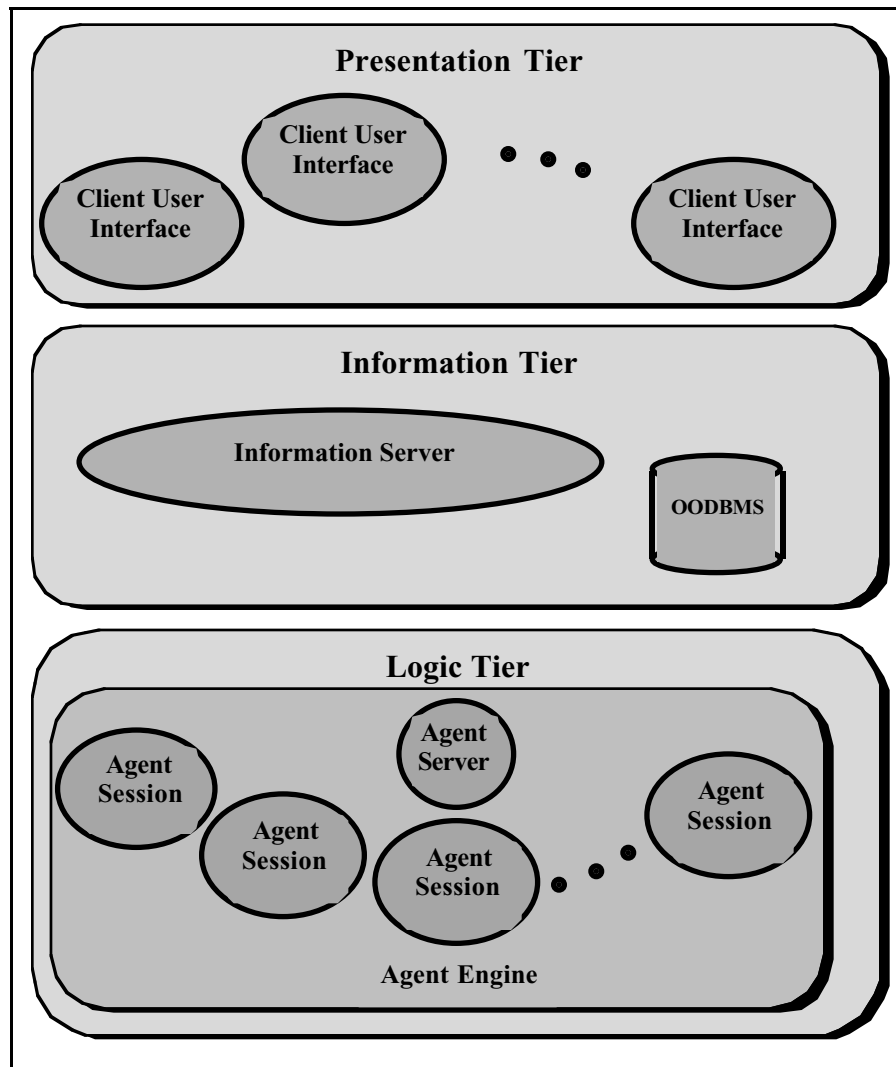 Presentation Tier
Client User
Interface
Client User
Interface
Client User
Interface
Information Tier
Information Server
OODBMS
Logic Tier
Agent
Server
Agent
Session
Agent
Session
Agent
Session
Agent
Session
Agent Engine